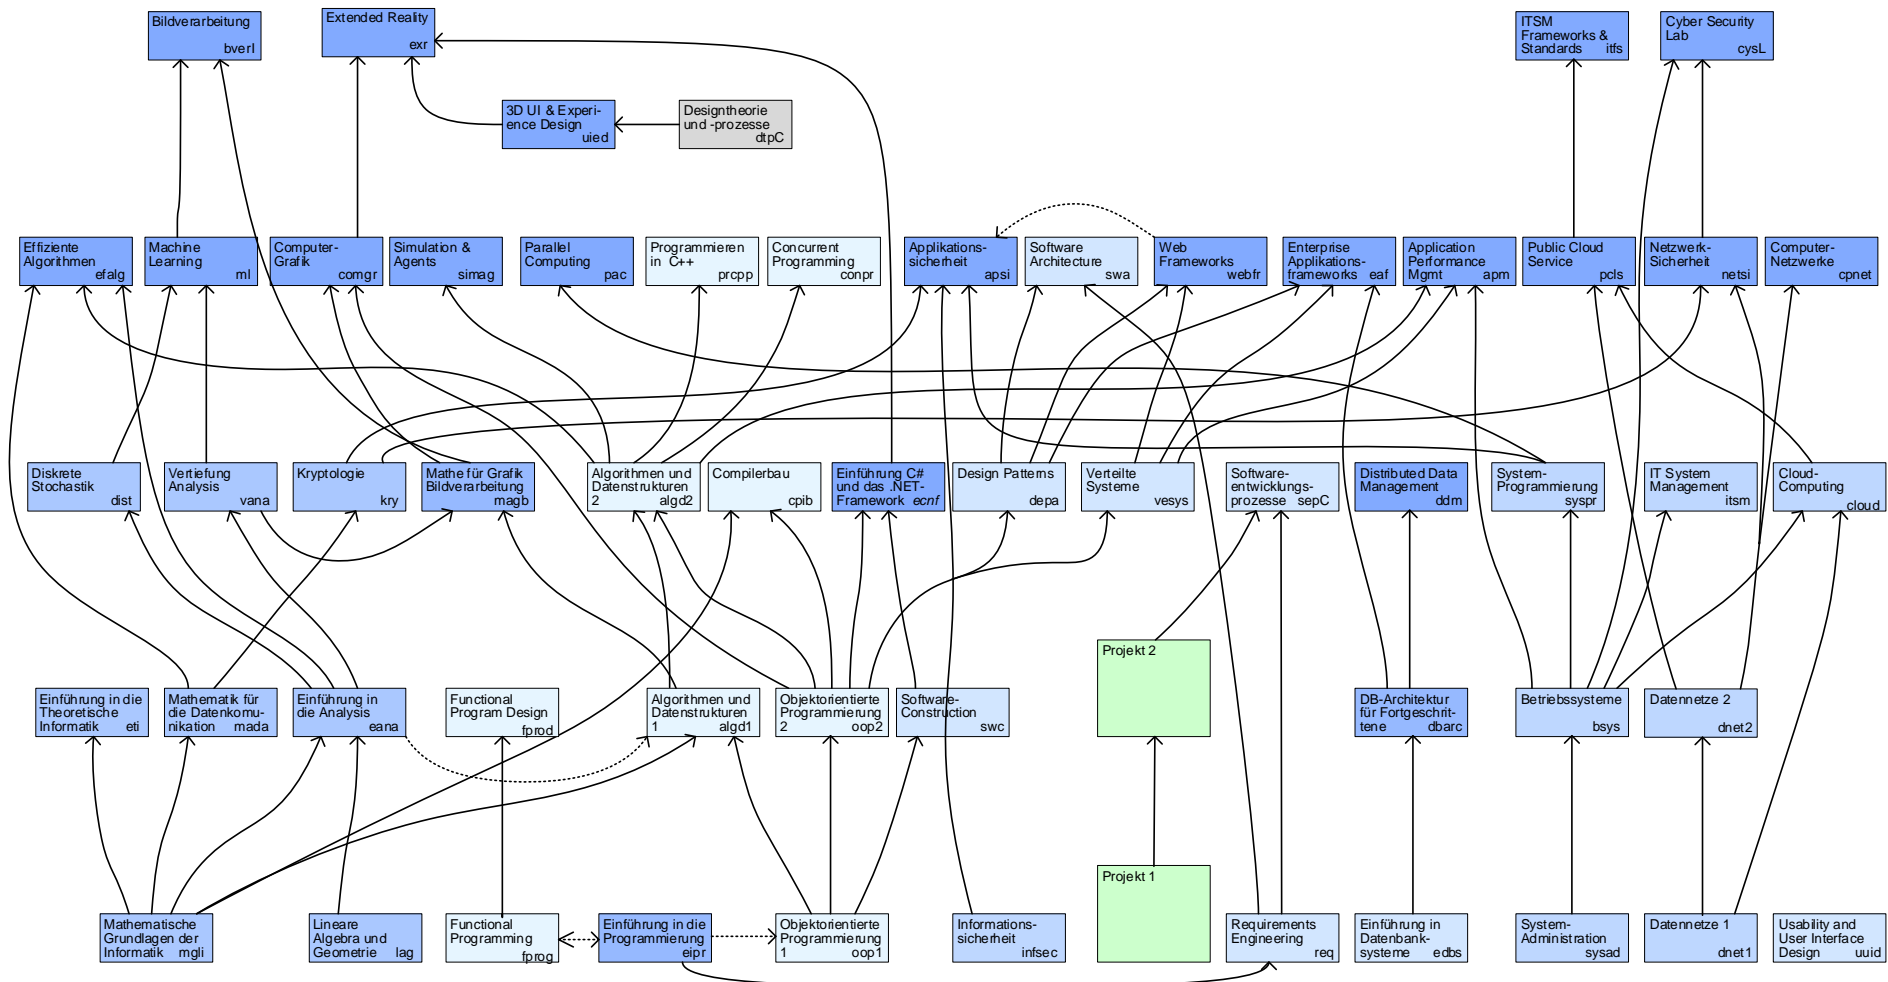 Bildverarbeitung
bverI
Extended Reality
exr
ITSM
Frameworks &
Standards itfs
Cyber Security
Lab
cysL
3D UI & Experi-
ence Design
uied
Designtheorie
und -prozesse
dtpC
Effiziente
Algorithmen
efalg
Machine
Learning
ml
Computer-
Grafik
comgr
Simulation &
Agents
simag
Parallel
Computing
pac
Programmieren
in C++
prcpp
Concurrent
Programming
conpr
Applikations-
sicherheit
apsi
Software
Architecture
swa
Web
Frameworks
webfr
Enterprise
Applikations-
frameworks eaf
Application
Performance
Mgmt apm
Public Cloud
Service
pcls
Netzwerk-
Sicherheit
netsi
Computer-
Netzwerke
cpnet
Diskrete
Stochastik
dist
Vertiefung
Analysis
vana
Kryptologie
kry
Mathe für Grafik
Bildverarbeitung
magb
Algorithmen und
Datenstrukturen
2 algd2
Compilerbau
cpib
Einführung C#
und das .NET-
Framework ecnf
Design Patterns
depa
Verteilte
Systeme
vesys
Software-
entwicklungs-
prozesse sepC
Distributed Data
Management
ddm
System-
Programmierung
syspr
IT System
Management
itsm
Cloud-
Computing
cloud
Projekt 2
Einführung in die
Theoretische
Informatik eti
Mathematik für
die Datenkomu-
nikation mada
Einführung in
die Analysis
eana
Functional
Program Design
fprod
Algorithmen und
Datenstrukturen
1 algd1
Objektorientierte
Programmierung
2 oop2
Software-
Construction
swc
DB-Architektur
für Fortgeschrit-
tene dbarc
Betriebssysteme
bsys
Datennetze 2
dnet2
Projekt 1
Mathematische
Grundlagen der
Informatik mgli
Lineare
Algebra und
Geometrie lag
Functional
Programming
fprog
Einführung in die
Programmierung
eipr
Objektorientierte
Programmierung
1 oop1
Informations-
sicherheit
infsec
Requirements
Engineering
req
Einführung in
Datenbank-
systeme edbs
System-
Administration
sysad
Datennetze 1
dnet1
Usability and
User Interface
Design uuid